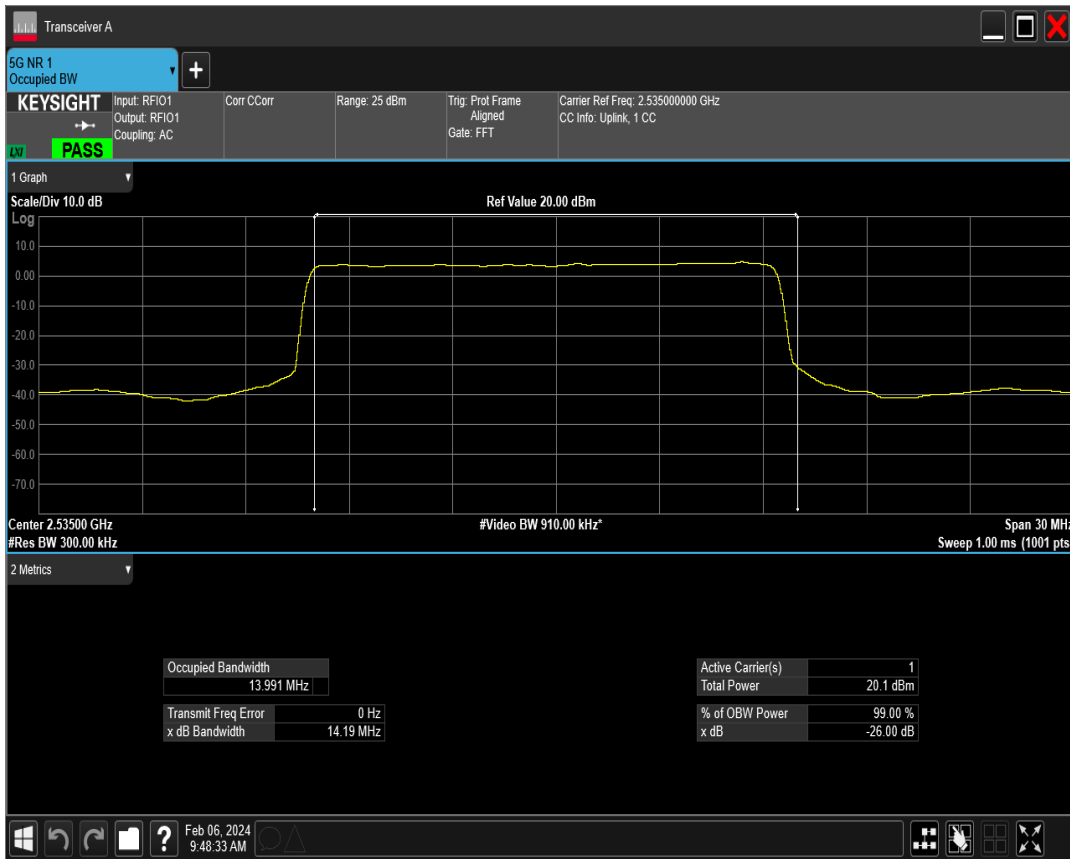 Transceiver A
5G NR 1
Occupied BW
KEYSIGHT
LXI
PASS
Input: RFIO1
Output: RFIO1
Coupling: AC
Corr CCorr
Range: 25 dBm
Trig: Prot Frame
Aligned
Gate: FFT
Carrier Ref Freq: 2.535000000 GHz
CC Info: Uplink, 1 CC
1 Graph
Scale/Div 10.0 dB
Ref Value 20.00 dBm
Log
10.0
0.00
-10.0
-20.0
-30.0
-40.0
-50.0
-60.0
-70.0
Center 2.53500 GHz
#Video BW 910.00 kHz*
Span 30 MHz
#Res BW 300.00 kHz
Sweep 1.00 ms (1001 pts
2 Metrics
Occupied Bandwidth
13.991 MHz
Transmit Freq Error 0 Hz
x dB Bandwidth 14.19 MHz
Active Carrier(s) 1
Total Power 20.1 dBm
% of OBW Power 99.00 %
x dB -26.00 dB
?
Feb 06, 2024
9:48:33 AM